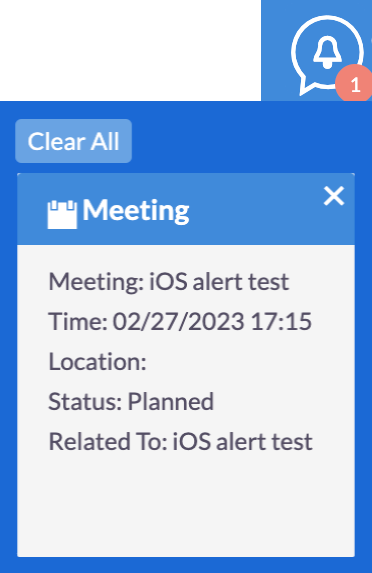 1
Clear All
Meeting
Meeting: iOS alert test
Time: 02/27/2023 17:15
Location:
Status: Planned
Related To: iOS alert test